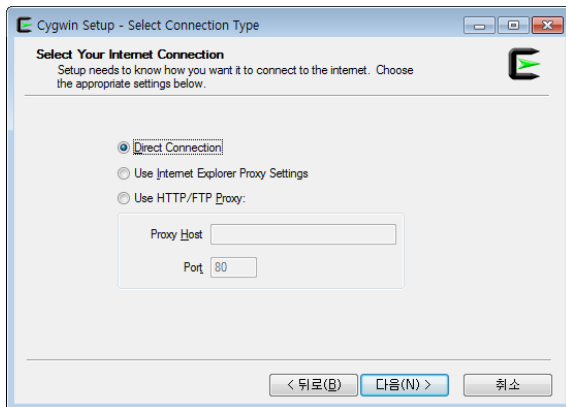 Cygwin Setup - Select Connection Type
Select Your Internet Connection
Setup needs to know how you want it to connect to the internet. Choose
the appropriate settings below.
Direct Connection
Use Internet Explorer Proxy Settings
Use HTTP/FTP Proxy:
Proxy Host
Port 80
< 뒤로(B) 다음(N) > 취소